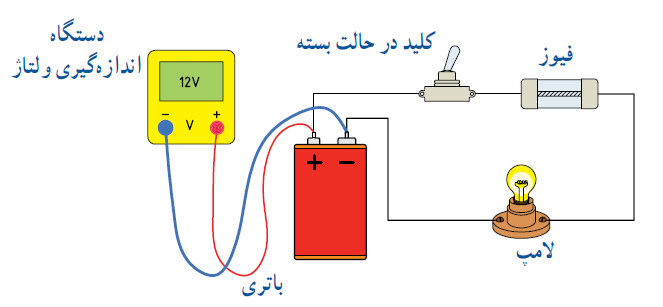 دستگاه
اندازه‌گیری ولتاژ
کلید در حالت بسته
فیوز
12V
− V +
+ −
لامپ
باتری